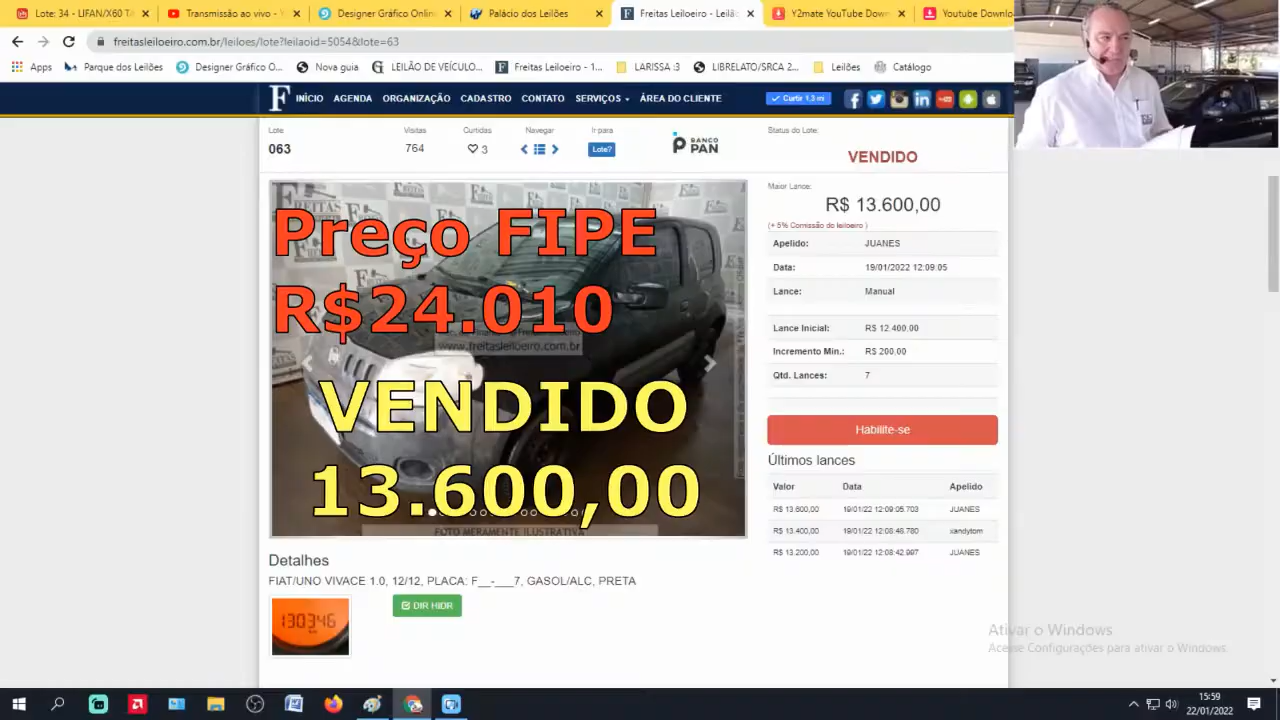 Lote: 34 - LIFAN/X60 T
Transmissão ao vivo - Y
Designer Gráfico Online
Palácio dos Leilões
Freitas Leiloeiro - Leilã
Y2mate YouTube Down
Youtube Downlo
freitasleiloeiro.com.br/leiloes/lote?leilaoid=5054&lote=63
Apps
Parque dos Leilões
Designer Gráfico O...
Nova guia
LEILÃO DE VEÍCULO...
Freitas Leiloeiro - 1...
LARISSA :3
LIBRELATO/SRCA 2...
Leilões
Catálogo
F INÍCIO AGENDA ORGANIZAÇÃO CADASTRO CONTATO SERVIÇOS ÁREA DO CLIENTE
Curtir 1,3 mi
Lote
063
Visitas
764
Curtidas
3
Navegar
Ir para
Lote?
BANCO
PAN
Status do Lote:
VENDIDO
Maior Lance:
R$ 13.600,00
(+ 5% Comissão do leiloeiro )
Apelido: JUANES
Data: 19/01/2022 12:09:05
Lance: Manual
Lance Inicial: R$ 12.400,00
Incremento Min.: R$ 200,00
Qtd. Lances: 7
Habilite-se
Últimos lances
Valor Data Apelido
R$ 13.600,00 19/01/22 12:09:05.703 JUANES
R$ 13.400,00 19/01/22 12:08:46.780 xandytom
R$ 13.200,00 19/01/22 12:08:42.997 JUANES
Preço FIPE
R$24.010
www.freitasleiloeiro.com.br
VENDIDO
13.600,00
FOTO MERAMENTE ILUSTRATIVA
Detalhes
FIAT/UNO VIVACE 1.0, 12/12, PLACA: F__-___7, GASOL/ALC, PRETA
130346
DIR HIDR
Ativar o Windows
Acesse Configurações para ativar o Windows.
15:59
22/01/2022